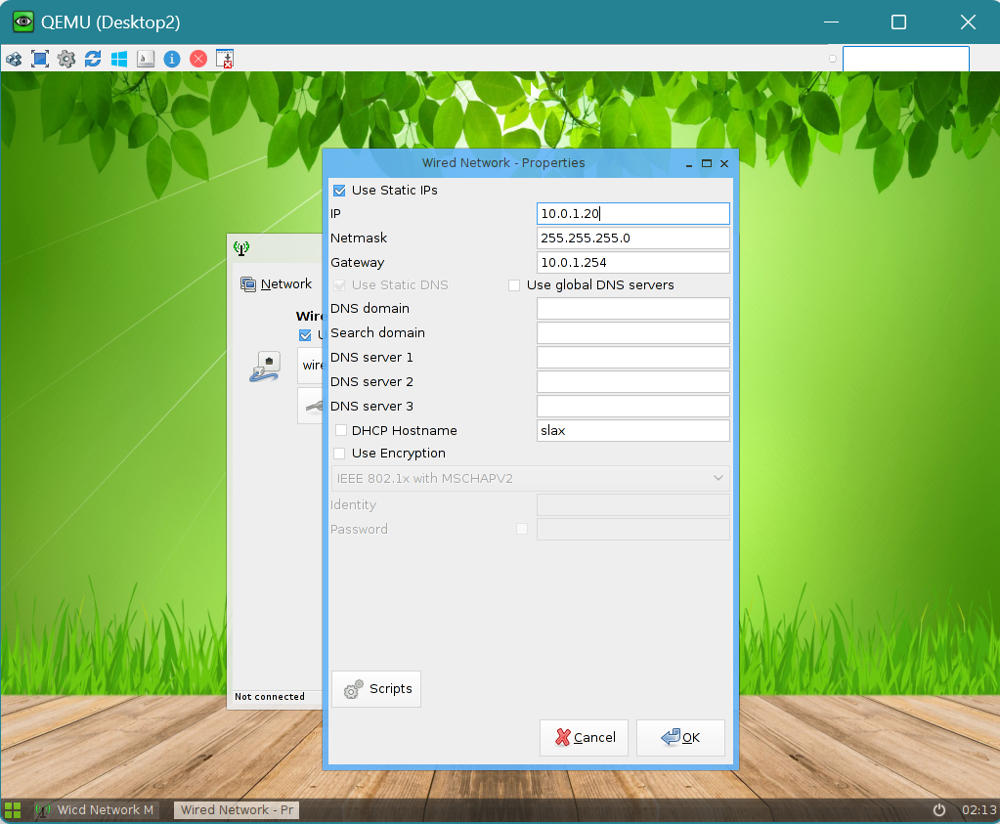 QEMU (Desktop2)
Wired Network - Properties
Use Static IPs
IP 10.0.1.20
Netmask 255.255.255.0
Gateway 10.0.1.254
Use Static DNS Use global DNS servers
DNS domain
Search domain
DNS server 1
DNS server 2
DNS server 3
DHCP Hostname slax
Use Encryption
IEEE 802.1x with MSCHAPV2
Identity
Password
Scripts
Cancel OK
Network
Wire
U
wire
Not connected
Wicd Network M Wired Network - Pr 02:13